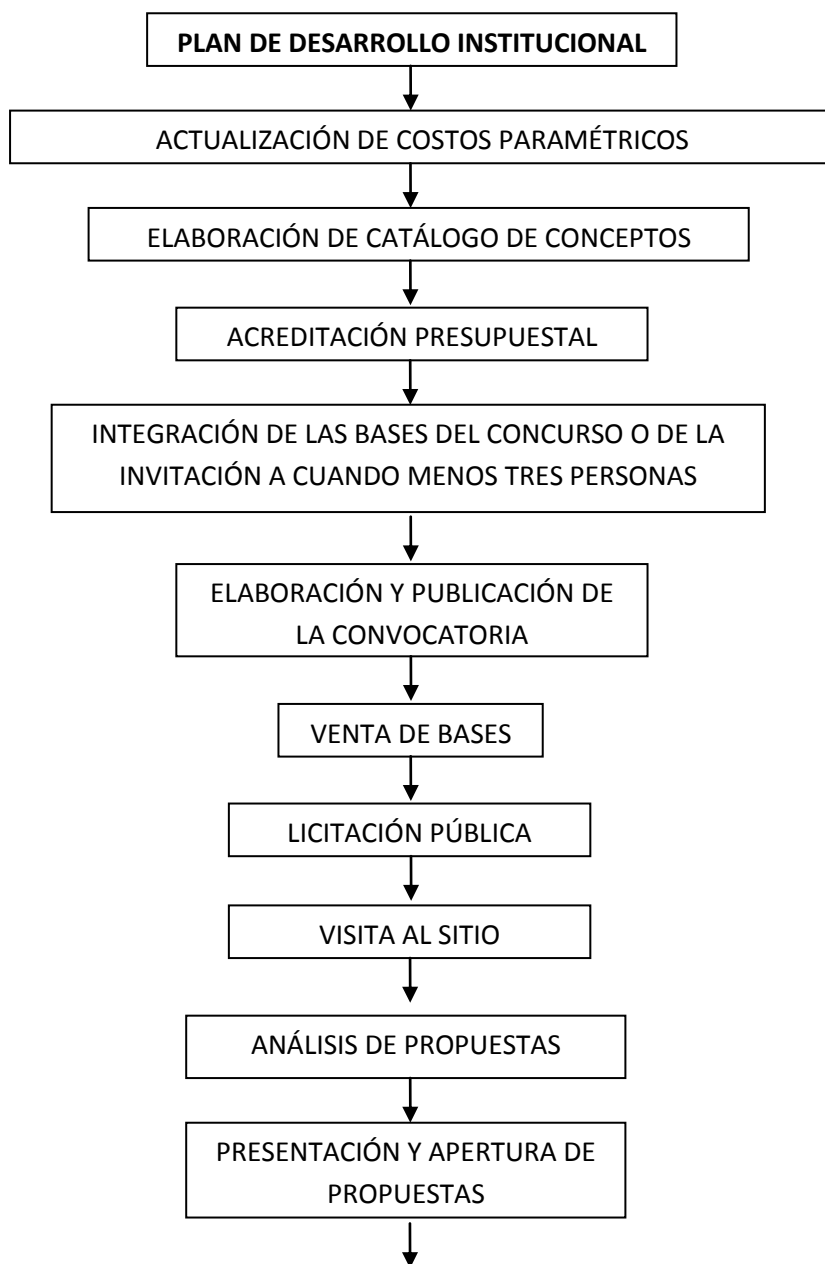 PLAN DE DESARROLLO INSTITUCIONAL
ACTUALIZACIÓN DE COSTOS PARAMÉTRICOS
ELABORACIÓN DE CATÁLOGO DE CONCEPTOS
ACREDITACIÓN PRESUPUESTAL
INTEGRACIÓN DE LAS BASES DEL CONCURSO O DE LA
INVITACIÓN A CUANDO MENOS TRES PERSONAS
ELABORACIÓN Y PUBLICACIÓN DE
LA CONVOCATORIA
VENTA DE BASES
LICITACIÓN PÚBLICA
VISITA AL SITIO
ANÁLISIS DE PROPUESTAS
PRESENTACIÓN Y APERTURA DE
PROPUESTAS